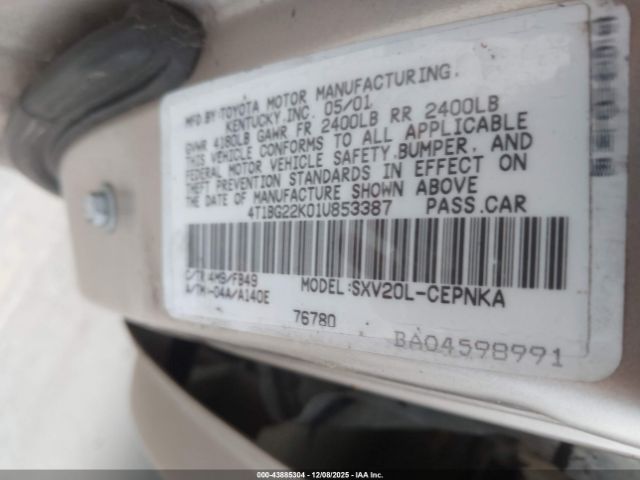 MFD.BY:TOYOTA MOTOR MANUFACTURING.
KENTUCKY.INC. 05/01
GVWR 4180LB GAWR FR 2400LB RR 2400LB
THIS VEHICLE CONFORMS TO ALL APPLICABLE
FEDERAL MOTOR VEHICLE SAFETY.BUMPER, AND
THEFT PREVENTION STANDARDS IN EFFECT ON
THE DATE OF MANUFACTURE SHOWN ABOVE
4T1BG22K01U853387 PASS.CAR
C/TR:4M9/FB49
A/TM-04A/A140E
MODEL:SXV20L-CEPNKA
76780
BA04598991
00-43885304 | 12/08/2025 - IAA Inc.